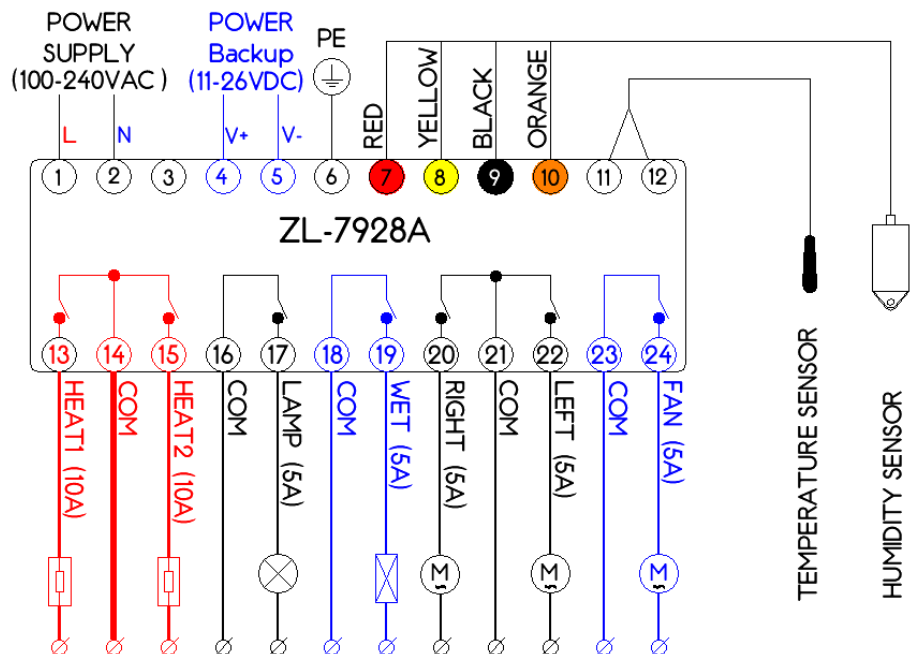 POWER
SUPPLY
(100-240VAC )
POWER
Backup
(11-26VDC)
PE
RED
YELLOW
BLACK
ORANGE
L
N
V+
V-
1
2
3
4
5
6
7
8
9
10
11
12
ZL-7928A
13
14
15
16
17
18
19
20
21
22
23
24
HEAT1 (10A)
COM
HEAT2 (10A)
COM
LAMP (5A)
COM
WET (5A)
RIGHT (5A)
COM
LEFT (5A)
COM
FAN (5A)
M
M
M
TEMPERATURE SENSOR
HUMIDITY SENSOR